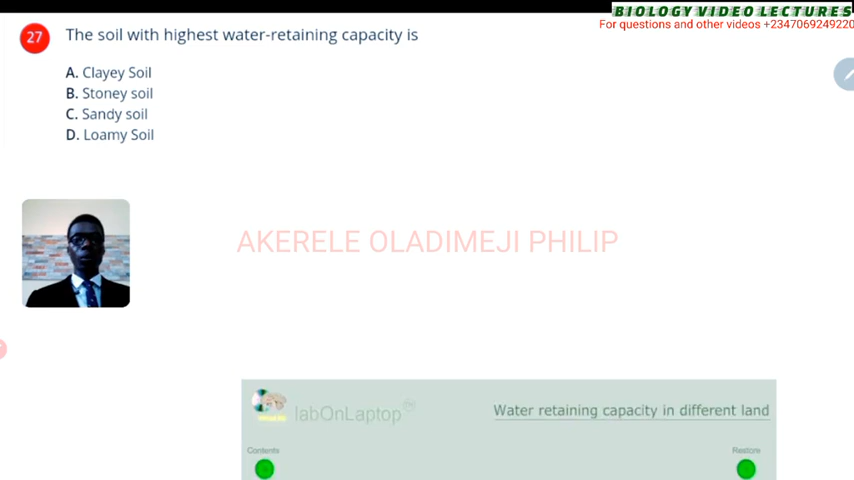 BIOLOGY VIDEO LECTURES
For questions and other videos +2347069249220
27 The soil with highest water-retaining capacity is
A. Clayey Soil
B. Stoney soil
C. Sandy soil
D. Loamy Soil
AKERELE OLADIMEJI PHILIP
labOnLaptop
Water retaining capacity in different land
Contents
Restore